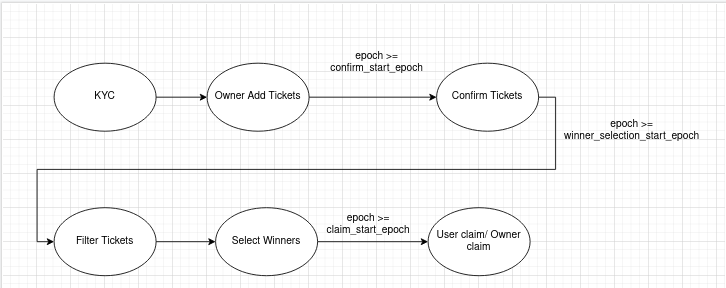 epoch >=
confirm_start_epoch
KYC
Owner Add Tickets
Confirm Tickets
epoch >=
winner_selection_start_epoch
epoch >=
claim_start_epoch
Filter Tickets
Select Winners
User claim/ Owner
claim